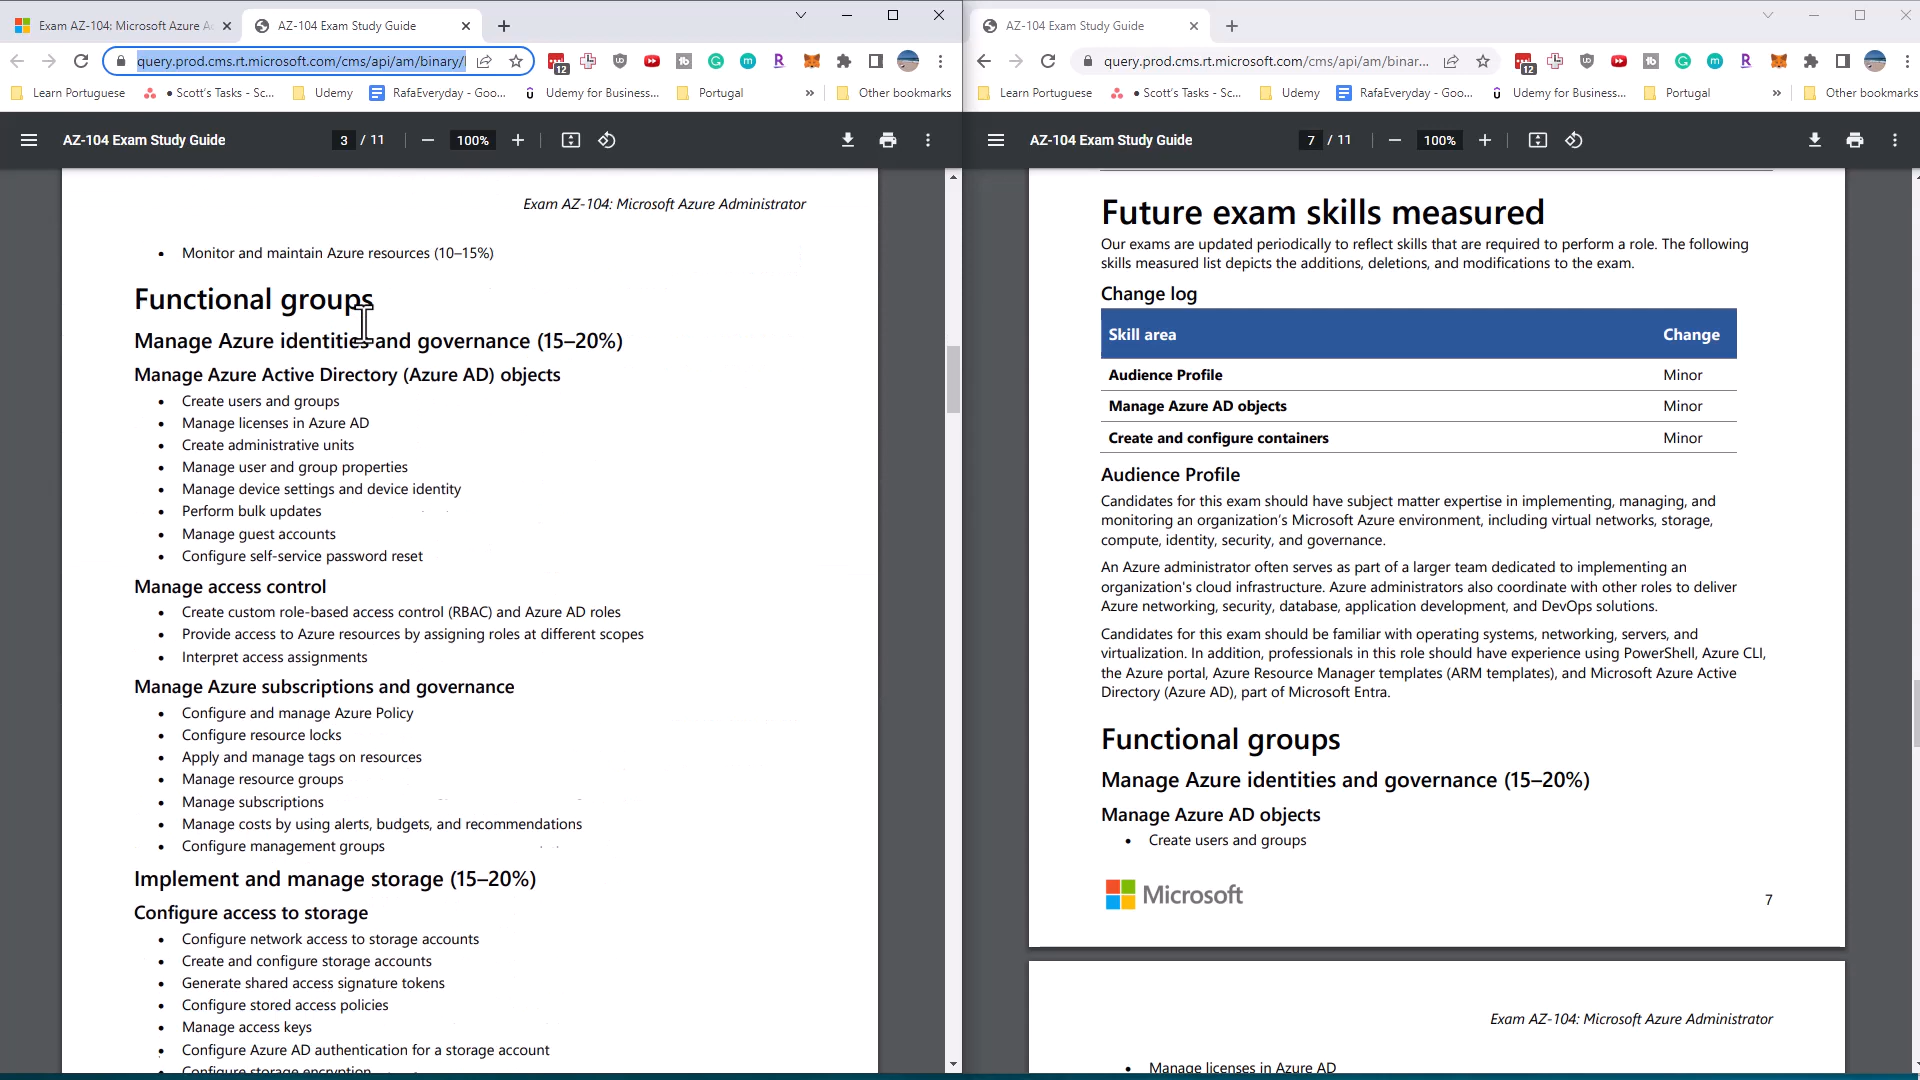 Exam AZ-104: Microsoft Azure A
AZ-104 Exam Study Guide
query.prod.cms.rt.microsoft.com/cms/api/am/binary/
12
Learn Portuguese
• Scott's Tasks - Sc...
Udemy
RafaEveryday - Goo...
Udemy for Business...
Portugal
»
Other bookmarks
AZ-104 Exam Study Guide
3 / 11
100%
Exam AZ-104: Microsoft Azure Administrator
• Monitor and maintain Azure resources (10–15%)
Functional groups
Manage Azure identities and governance (15–20%)
Manage Azure Active Directory (Azure AD) objects
• Create users and groups
• Manage licenses in Azure AD
• Create administrative units
• Manage user and group properties
• Manage device settings and device identity
• Perform bulk updates
• Manage guest accounts
• Configure self-service password reset
Manage access control
• Create custom role-based access control (RBAC) and Azure AD roles
• Provide access to Azure resources by assigning roles at different scopes
• Interpret access assignments
Manage Azure subscriptions and governance
• Configure and manage Azure Policy
• Configure resource locks
• Apply and manage tags on resources
• Manage resource groups
• Manage subscriptions
• Manage costs by using alerts, budgets, and recommendations
• Configure management groups
Implement and manage storage (15–20%)
Configure access to storage
• Configure network access to storage accounts
• Create and configure storage accounts
• Generate shared access signature tokens
• Configure stored access policies
• Manage access keys
• Configure Azure AD authentication for a storage account
• Configure storage encryption
AZ-104 Exam Study Guide
query.prod.cms.rt.microsoft.com/cms/api/am/binar...
12
Learn Portuguese
• Scott's Tasks - Sc...
Udemy
RafaEveryday - Goo...
Udemy for Business...
Portugal
»
Other bookmarks
AZ-104 Exam Study Guide
7 / 11
100%
Future exam skills measured
Our exams are updated periodically to reflect skills that are required to perform a role. The following
skills measured list depicts the additions, deletions, and modifications to the exam.
Change log
Skill area Change
Audience Profile Minor
Manage Azure AD objects Minor
Create and configure containers Minor
Audience Profile
Candidates for this exam should have subject matter expertise in implementing, managing, and
monitoring an organization's Microsoft Azure environment, including virtual networks, storage,
compute, identity, security, and governance.
An Azure administrator often serves as part of a larger team dedicated to implementing an
organization's cloud infrastructure. Azure administrators also coordinate with other roles to deliver
Azure networking, security, database, application development, and DevOps solutions.
Candidates for this exam should be familiar with operating systems, networking, servers, and
virtualization. In addition, professionals in this role should have experience using PowerShell, Azure CLI,
the Azure portal, Azure Resource Manager templates (ARM templates), and Microsoft Azure Active
Directory (Azure AD), part of Microsoft Entra.
Functional groups
Manage Azure identities and governance (15–20%)
Manage Azure AD objects
• Create users and groups
Microsoft
7
Exam AZ-104: Microsoft Azure Administrator
• Manage licenses in Azure AD